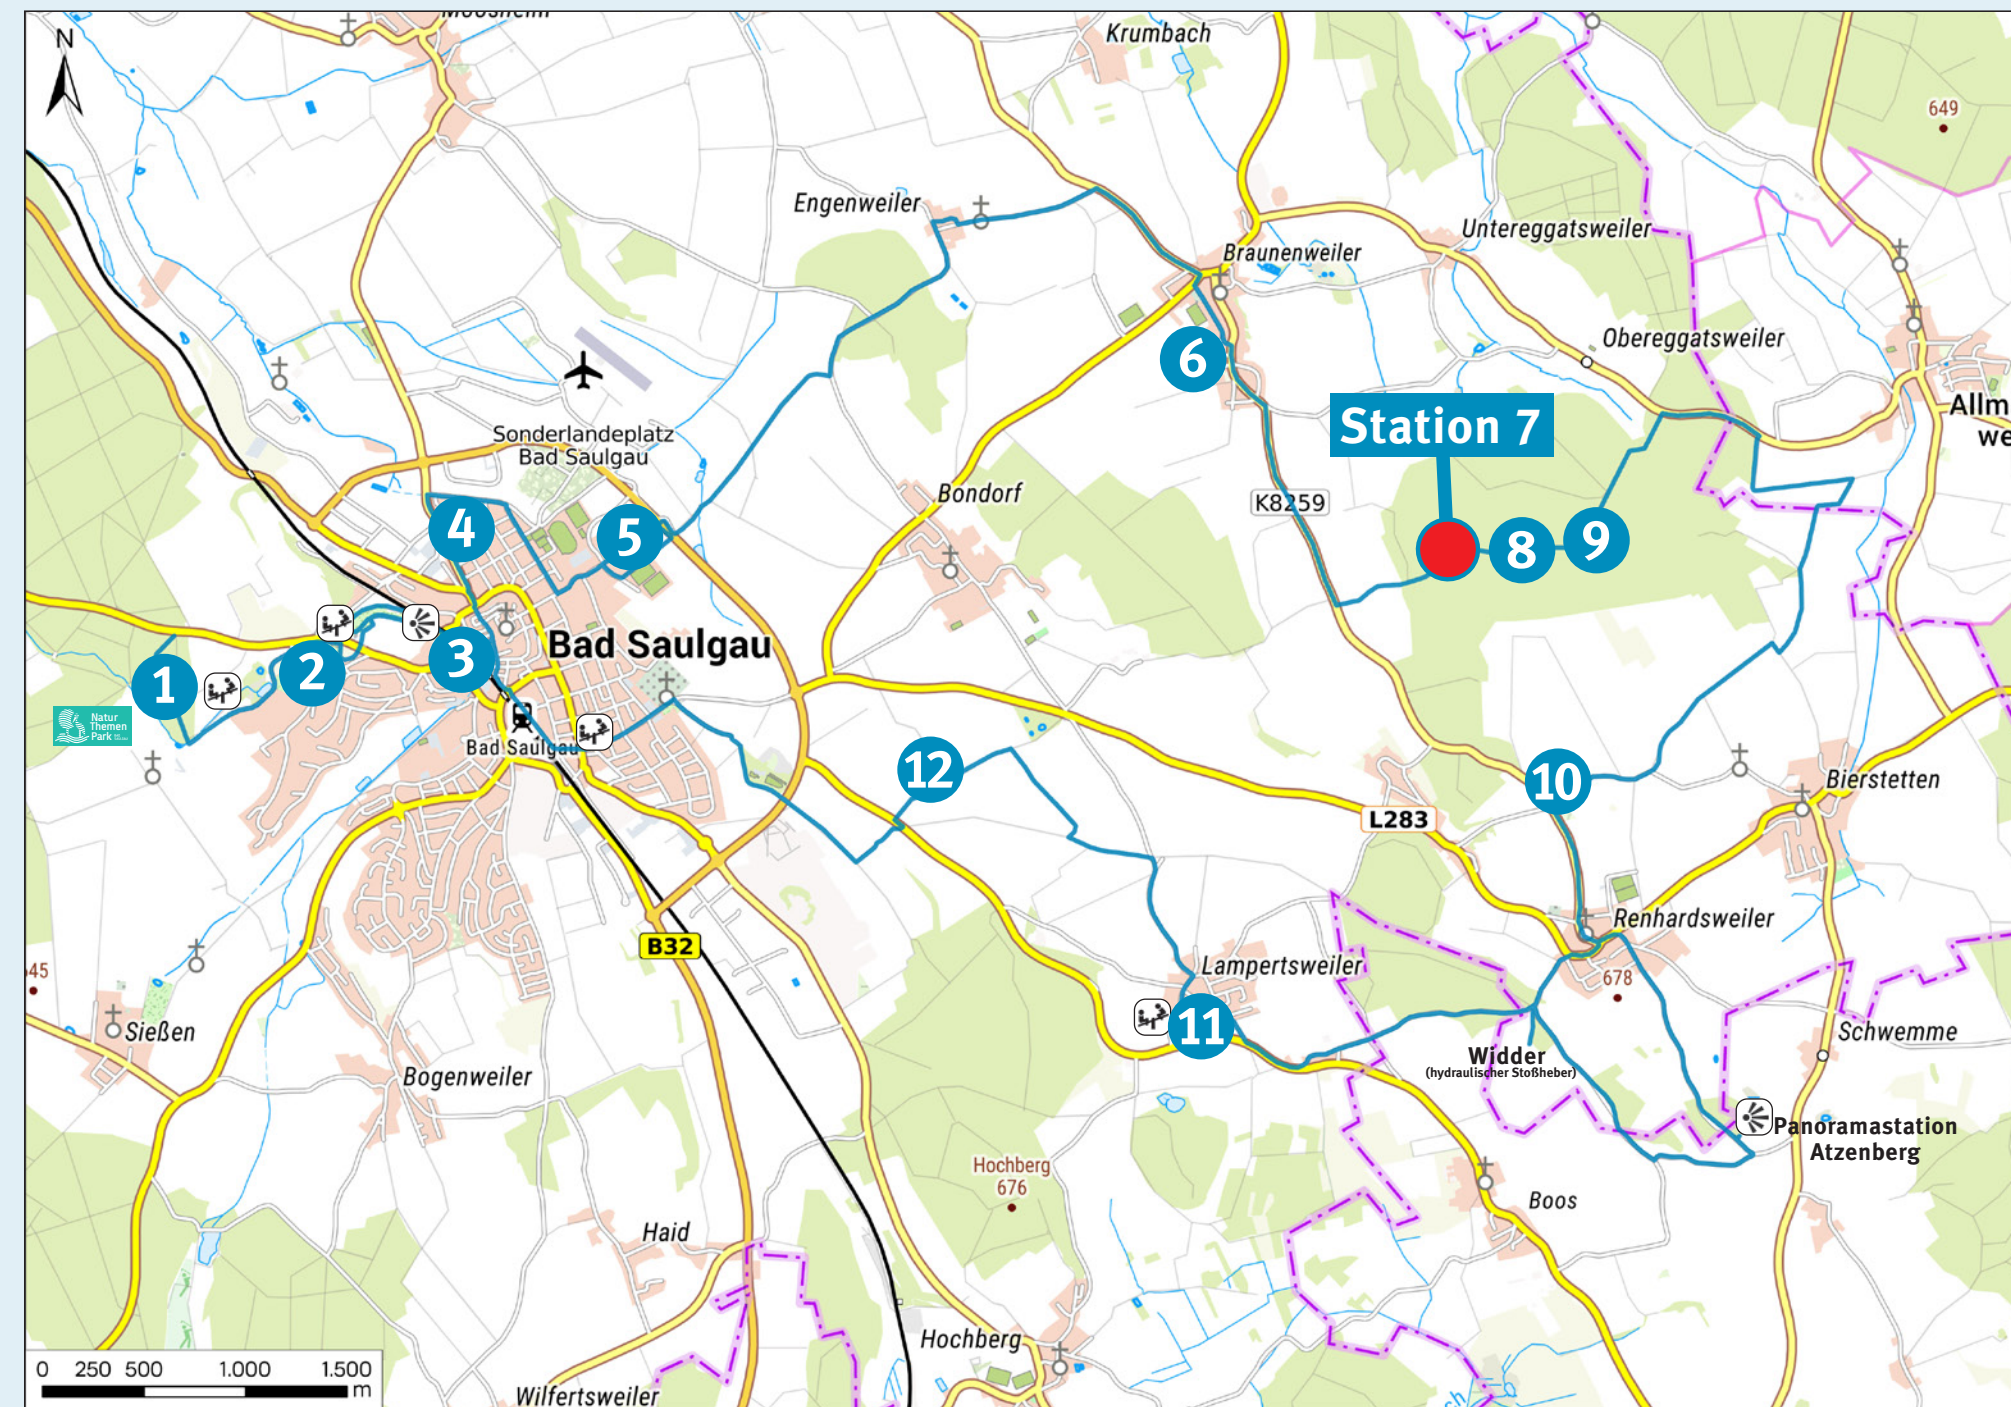 Moosheim
Krumbach
N
649
Engenweiler
Untereggatsweiler
Braunenweiler
Obereggatsweiler
6
Station 7
Allm
we
Sonderlandeplatz
Bad Saulgau
Bondorf
K8259
4
5
8
9
Bad Saulgau
3
2
1
Natur
Themen
Park
Bad Saulgau
12
10
Bierstetten
L283
B32
Renhardsweiler
678
Lampertsweiler
645
Sießen
11
Schwemme
Widder
(hydraulischer Stoßheber)
Bogenweiler
Panoramastation
Atzenberg
Hochberg
676
Boos
Haid
Hochberg
Wilfertsweiler
0 250 500 1.000 1.500
m